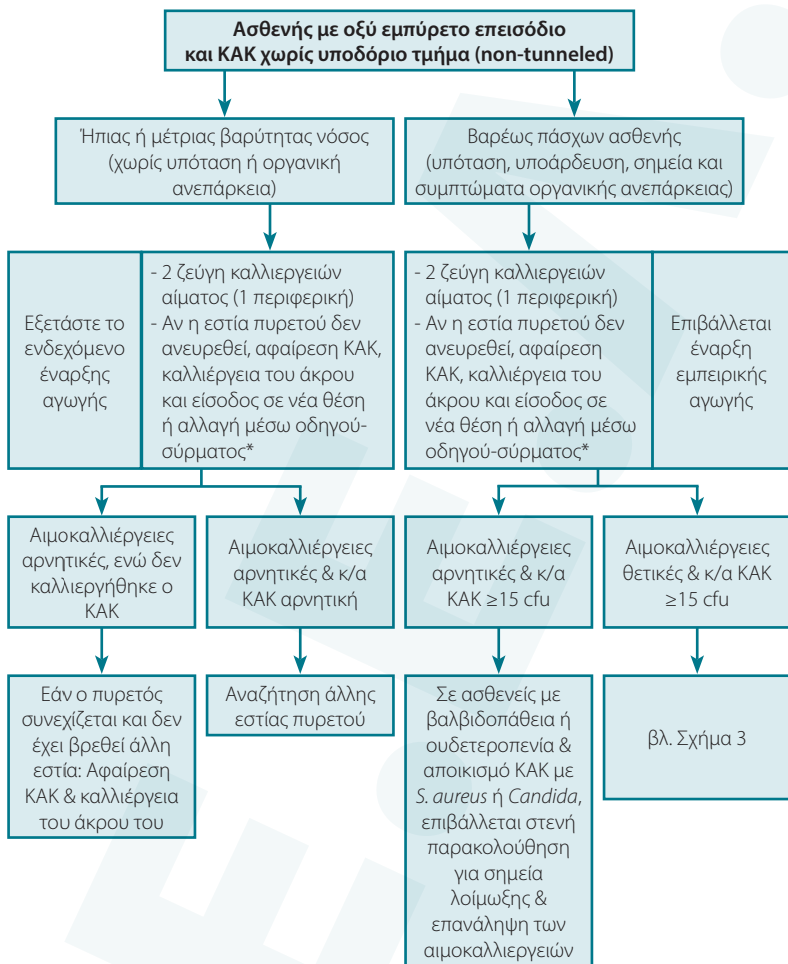 Ασθενής με οξύ εμπύρετο επεισόδιο
και ΚΑΚ χωρίς υποδόριο τμήμα (non-tunneled)
Ήπιας ή μέτριας βαρύτητας νόσος
(χωρίς υπόταση ή οργανική
ανεπάρκεια)
Βαρέως πάσχων ασθενής
(υπόταση, υποάρδευση, σημεία και
συμπτώματα οργανικής ανεπάρκειας)
Εξετάστε το
ενδεχόμενο
έναρξης
αγωγής
- 2 ζεύγη καλλιεργειών
αίματος (1 περιφερική)
- Αν η εστία πυρετού δεν
ανευρεθεί, αφαίρεση ΚΑΚ,
καλλιέργεια του άκρου
και είσοδος σε νέα θέση
ή αλλαγή μέσω οδηγού-
σύρματος*
- 2 ζεύγη καλλιεργειών
αίματος (1 περιφερική)
- Αν η εστία πυρετού δεν
ανευρεθεί, αφαίρεση
ΚΑΚ, καλλιέργεια του
άκρου και είσοδος σε
νέα θέση ή αλλαγή μέσω
οδηγού-σύρματος*
Επιβάλλεται
έναρξη
εμπειρικής
αγωγής
Αιμοκαλλιέργειες
αρνητικές, ενώ δεν
καλλιεργήθηκε ο
ΚΑΚ
Αιμοκαλλιέργειες
αρνητικές & κ/α
ΚΑΚ αρνητική
Αιμοκαλλιέργειες
αρνητικές & κ/α
ΚΑΚ ≥15 cfu
Αιμοκαλλιέργειες
θετικές & κ/α ΚΑΚ
≥15 cfu
Εάν ο πυρετός
συνεχίζεται και δεν
έχει βρεθεί άλλη
εστία: Αφαίρεση
ΚΑΚ & καλλιέργεια
του άκρου του
Αναζήτηση άλλης
εστίας πυρετού
Σε ασθενείς με
βαλβιδοπάθεια ή
ουδετεροπενία &
αποικισμό ΚΑΚ με
S. aureus ή Candida,
επιβάλλεται στενή
παρακολούθηση
για σημεία
λοίμωξης &
επανάληψη των
αιμοκαλλιεργειών
βλ. Σχήμα 3